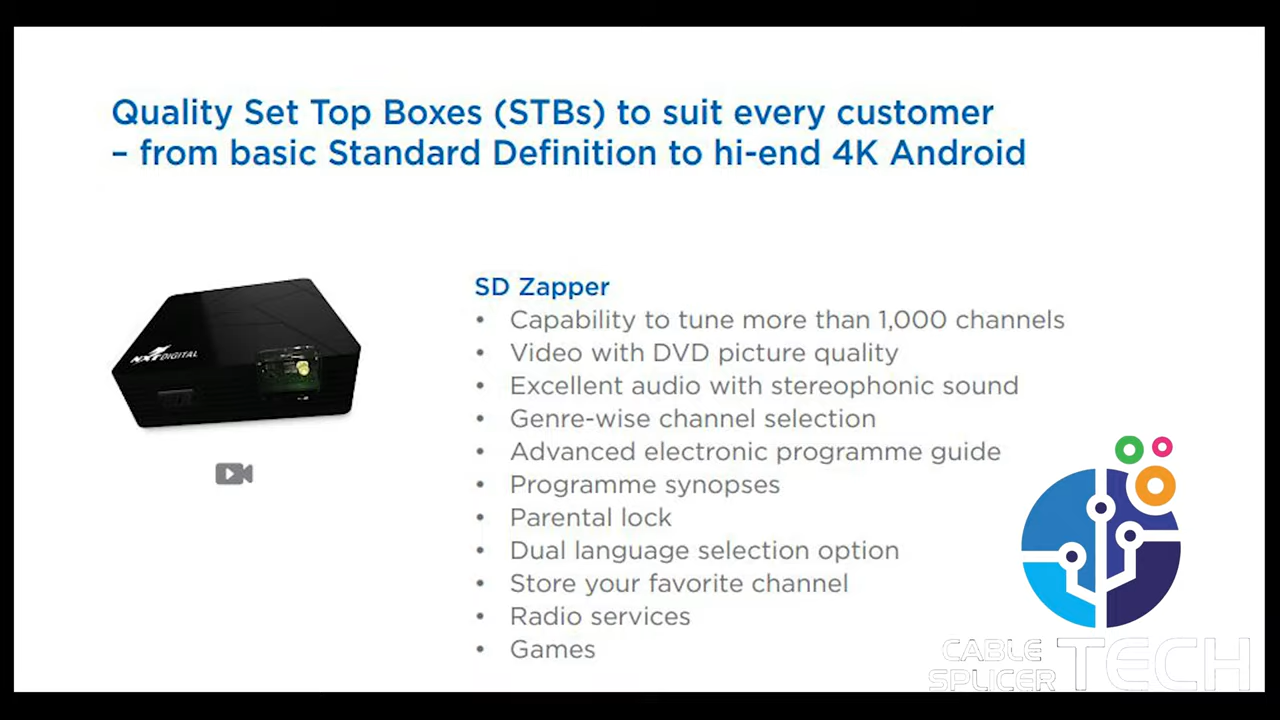 Quality Set Top Boxes (STBs) to suit every customer
– from basic Standard Definition to hi-end 4K Android
NXTDIGITAL
SD Zapper
• Capability to tune more than 1,000 channels
• Video with DVD picture quality
• Excellent audio with stereophonic sound
• Genre-wise channel selection
• Advanced electronic programme guide
• Programme synopses
• Parental lock
• Dual language selection option
• Store your favorite channel
• Radio services
• Games
CABLE
SPLICER
TECH